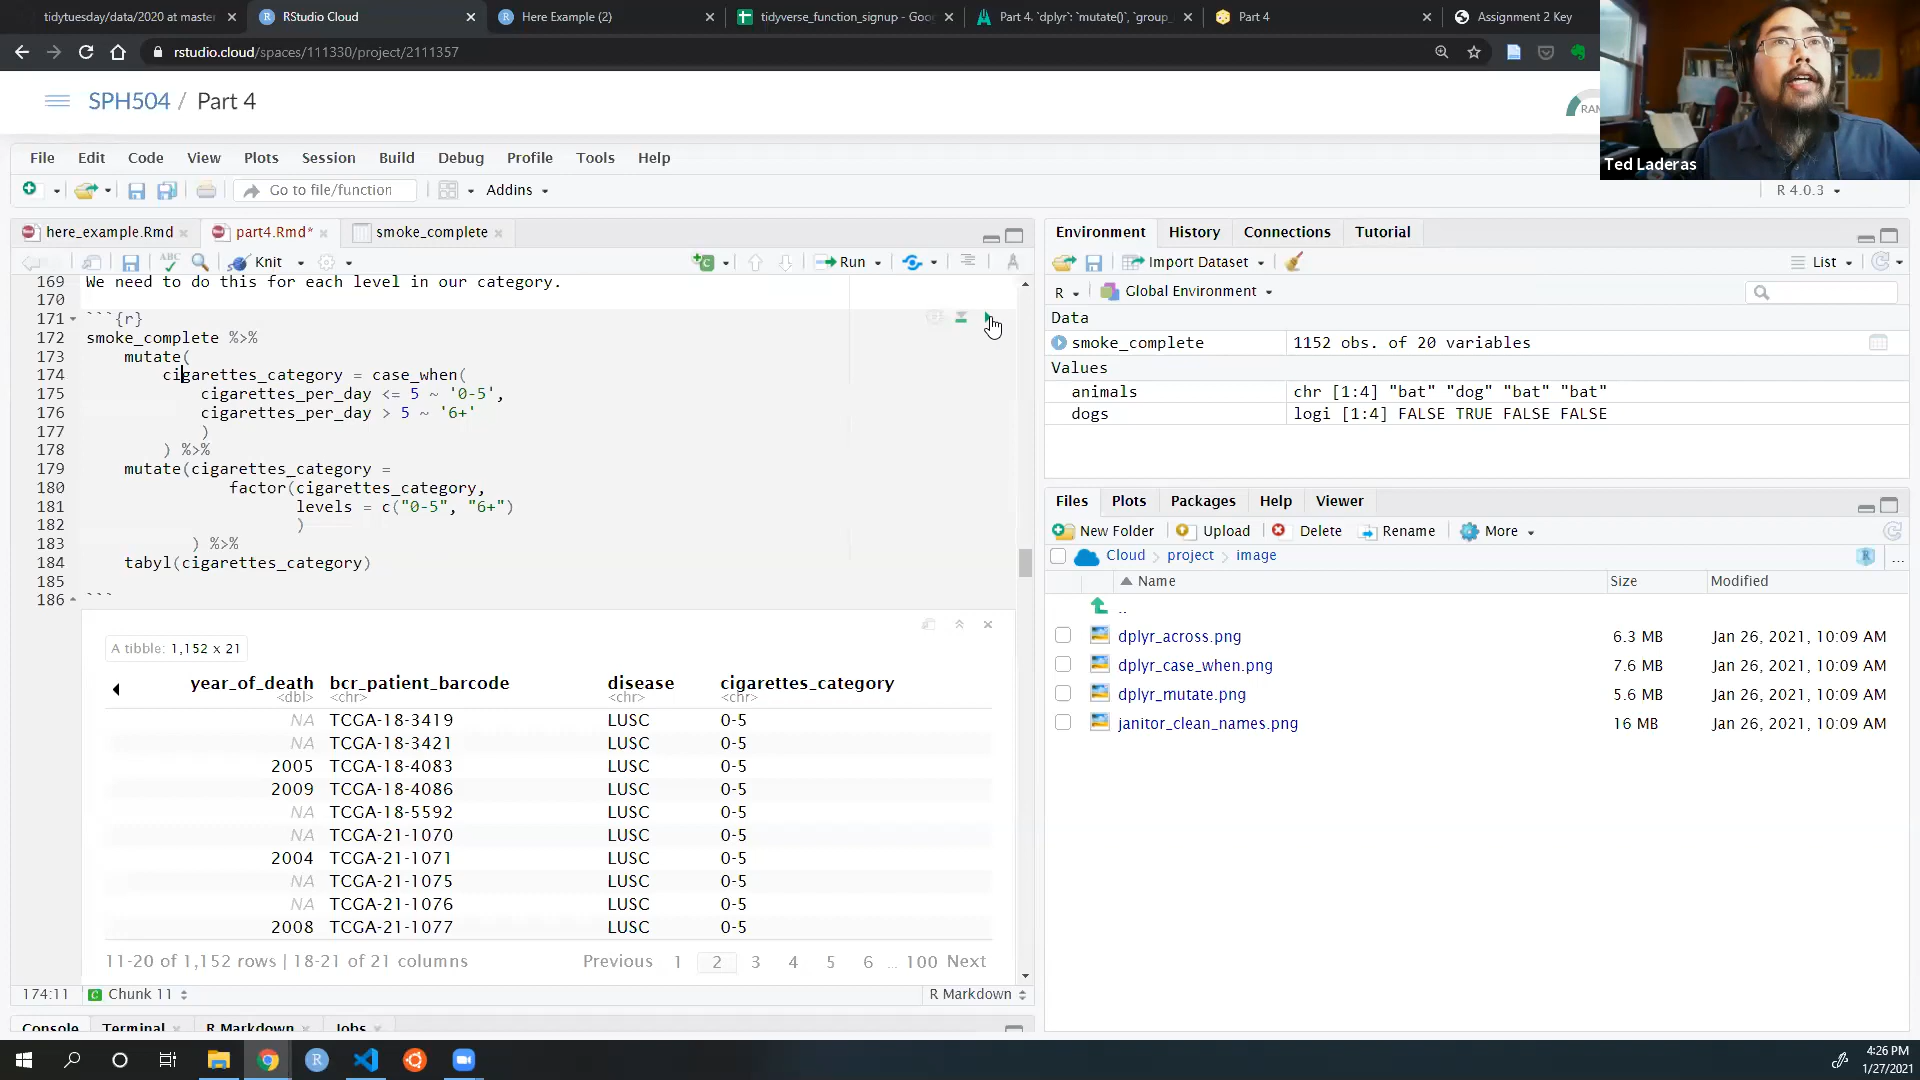 tidytuesday/data/2020 at master
RStudio Cloud
Here Example (2)
tidyverse_function_signup - Goo
Part 4. `dplyr`: `mutate()`, `group_
Part 4
Assignment 2 Key
rstudio.cloud/spaces/111330/project/2111357
SPH504 / Part 4
RAM
Ted Laderas
File Edit Code View Plots Session Build Debug Profile Tools Help
Go to file/function
Addins
R 4.0.3
here_example.Rmd
part4.Rmd*
smoke_complete
ABC
Knit
Run
169 We need to do this for each level in our category.
170
171 ```{r}
172 smoke_complete %>%
173 mutate(
174 cigarettes_category = case_when(
175 cigarettes_per_day <= 5 ~ '0-5',
176 cigarettes_per_day > 5 ~ '6+'
177 )
178 ) %>%
179 mutate(cigarettes_category =
180 factor(cigarettes_category,
181 levels = c("0-5", "6+")
182 )
183 ) %>%
184 tabyl(cigarettes_category)
185
186 ```
A tibble: 1,152 x 21
year_of_death bcr_patient_barcode disease cigarettes_category
<dbl> <chr> <chr> <chr>
NA TCGA-18-3419 LUSC 0-5
NA TCGA-18-3421 LUSC 0-5
2005 TCGA-18-4083 LUSC 0-5
2009 TCGA-18-4086 LUSC 0-5
NA TCGA-18-5592 LUSC 0-5
NA TCGA-21-1070 LUSC 0-5
2004 TCGA-21-1071 LUSC 0-5
NA TCGA-21-1075 LUSC 0-5
NA TCGA-21-1076 LUSC 0-5
2008 TCGA-21-1077 LUSC 0-5
11-20 of 1,152 rows | 18-21 of 21 columns
Previous 1 2 3 4 5 6 ... 100 Next
174:11 Chunk 11 R Markdown
Console Terminal R Markdown Jobs
Environment History Connections Tutorial
Import Dataset
List
R Global Environment
Data
smoke_complete 1152 obs. of 20 variables
Values
animals chr [1:4] "bat" "dog" "bat" "bat"
dogs logi [1:4] FALSE TRUE FALSE FALSE
Files Plots Packages Help Viewer
New Folder Upload Delete Rename More
Cloud project image ...
Name Size Modified
..
dplyr_across.png 6.3 MB Jan 26, 2021, 10:09 AM
dplyr_case_when.png 7.6 MB Jan 26, 2021, 10:09 AM
dplyr_mutate.png 5.6 MB Jan 26, 2021, 10:09 AM
janitor_clean_names.png 16 MB Jan 26, 2021, 10:09 AM
4:26 PM
1/27/2021